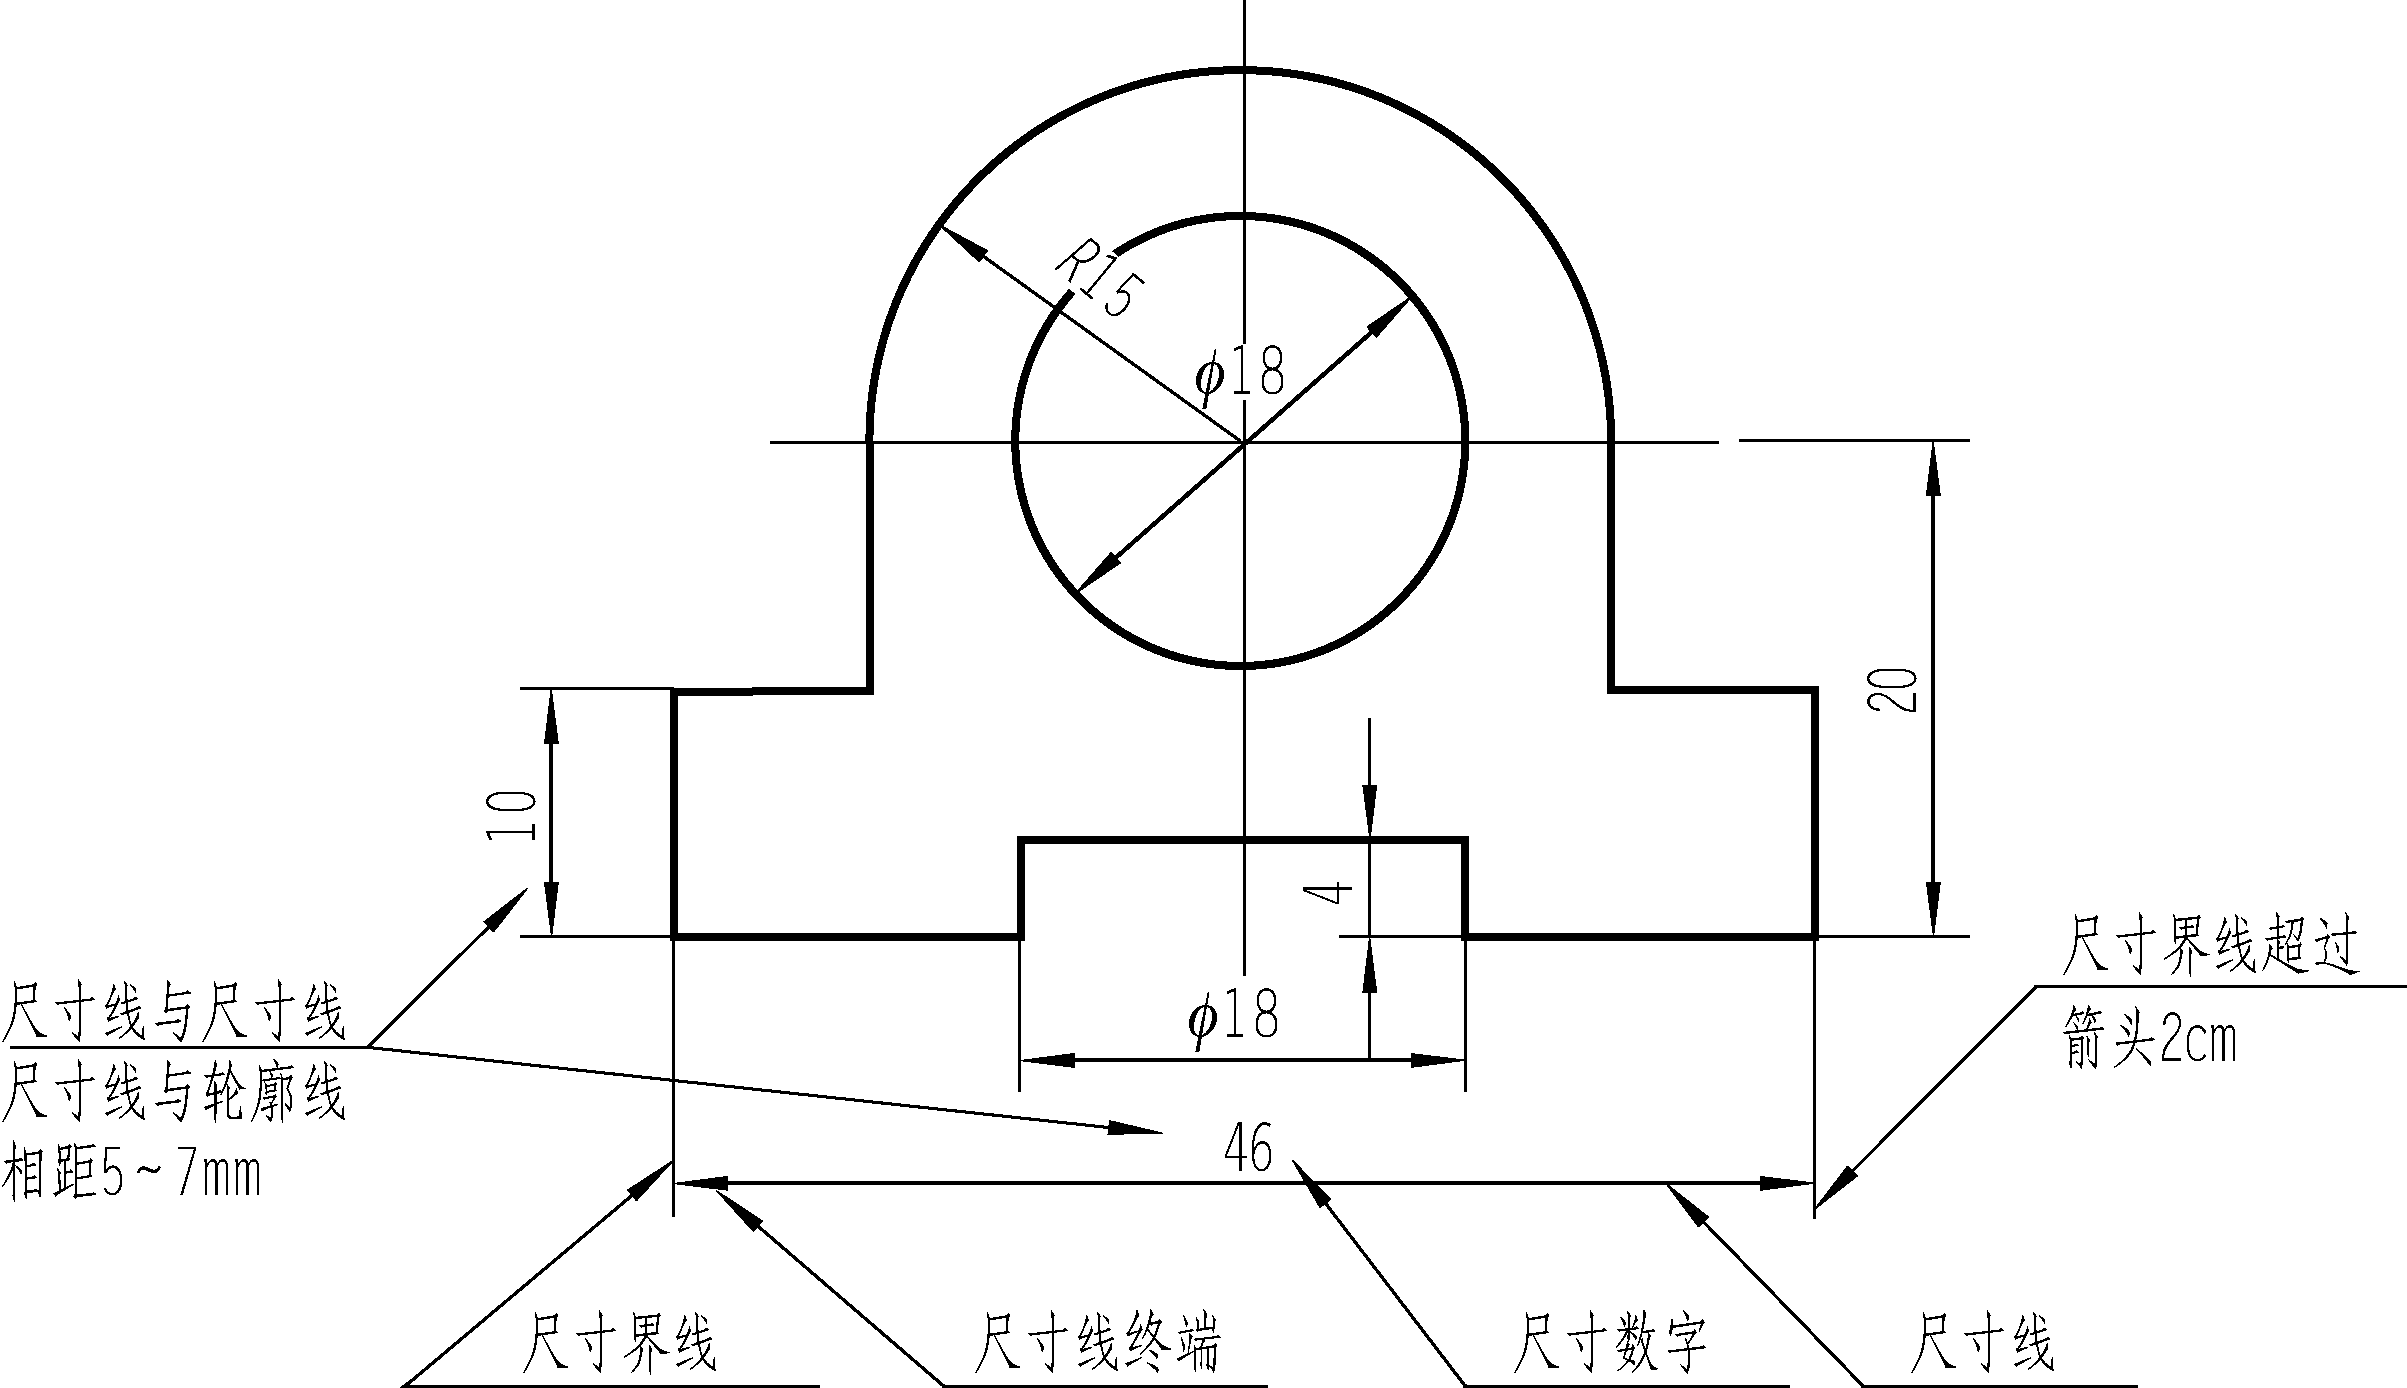 R15
φ18
20
10
4
尺寸界线超过
箭头2cm
尺寸线与尺寸线
尺寸线与轮廓线
相距5~7mm
φ18
46
尺寸界线
尺寸线终端
尺寸数字
尺寸线